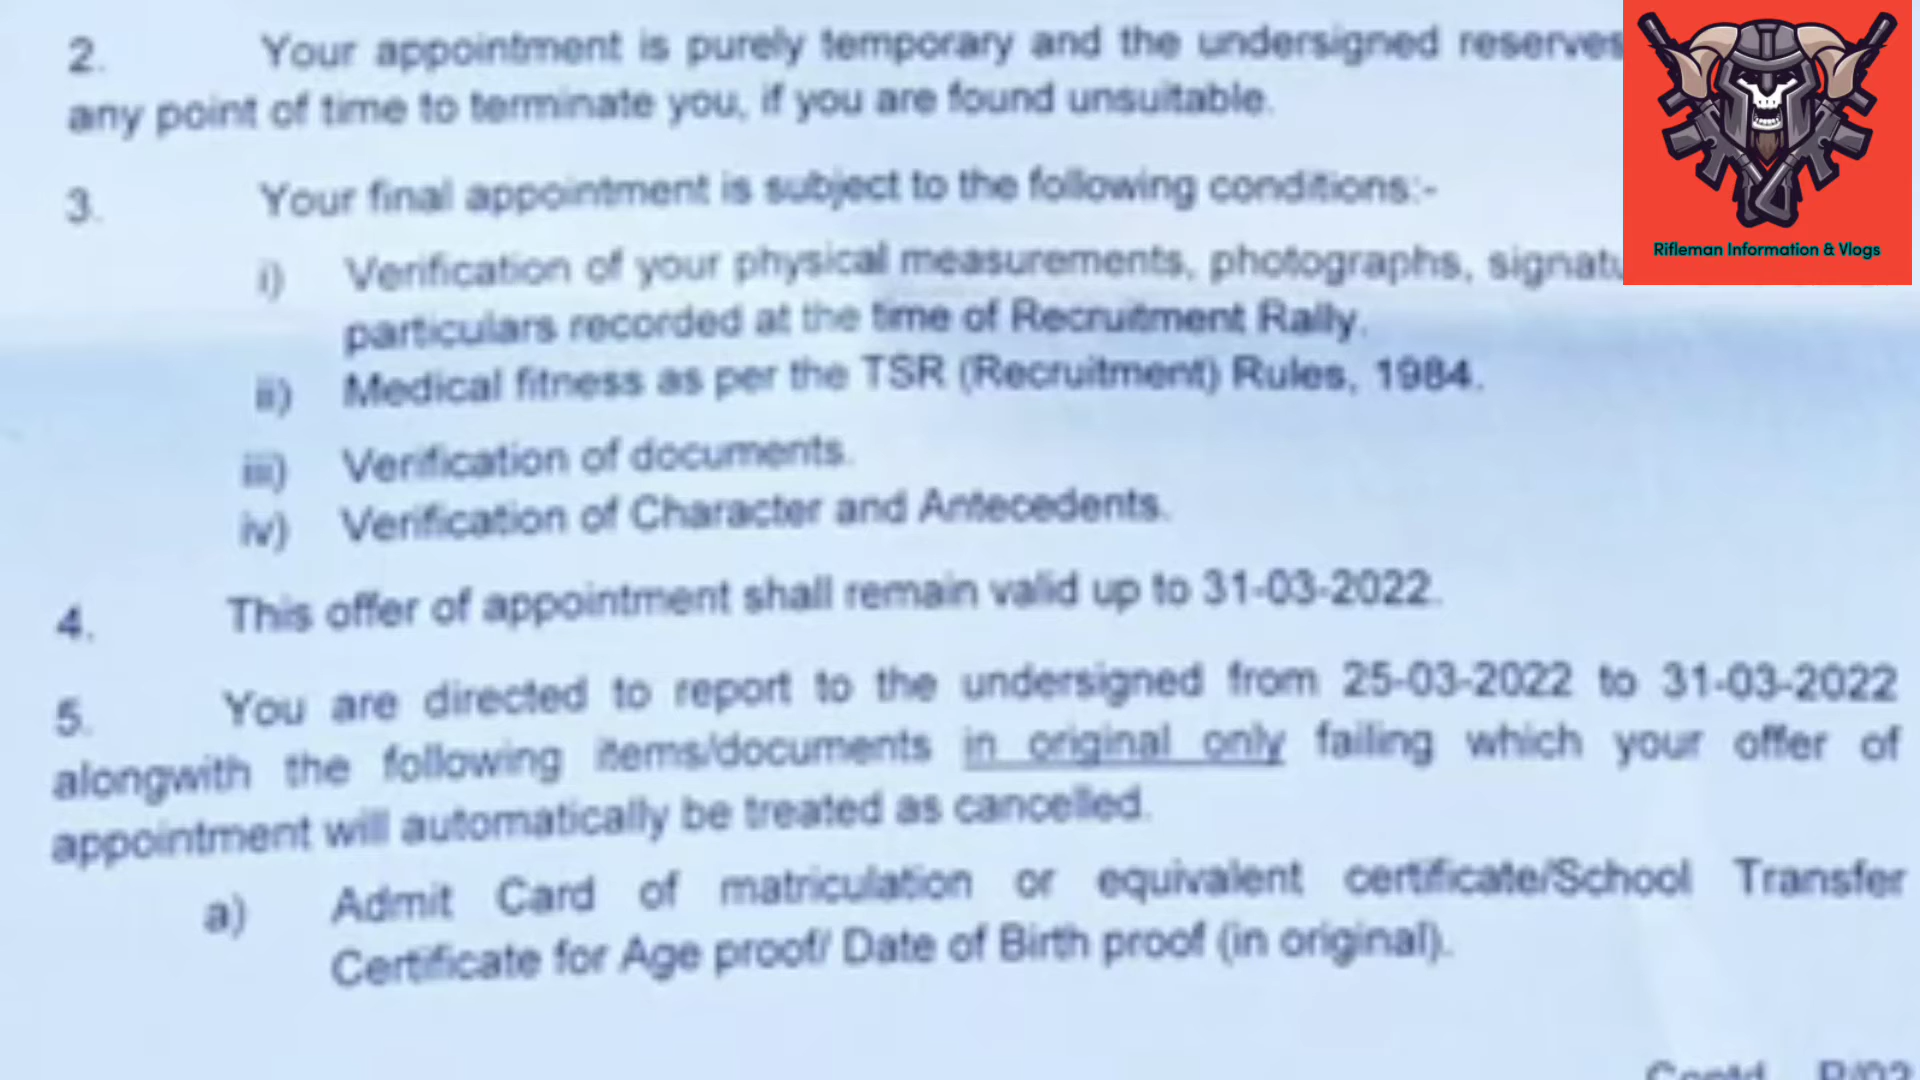 2. Your appointment is purely temporary and the undersigned reserves
any point of time to terminate you, if you are found unsuitable.
3. Your final appointment is subject to the following conditions:-
i) Verification of your physical measurements, photographs, signatu
particulars recorded at the time of Recruitment Rally.
ii) Medical fitness as per the TSR (Recruitment) Rules, 1984.
iii) Verification of documents.
iv) Verification of Character and Antecedents.
4. This offer of appointment shall remain valid up to 31-03-2022.
5. You are directed to report to the undersigned from 25-03-2022 to 31-03-2022
alongwith the following items/documents in original only failing which your offer of
appointment will automatically be treated as cancelled.
a) Admit Card of matriculation or equivalent certificate/School Transfer
Certificate for Age proof/ Date of Birth proof (in original).
Rifleman Information & Vlogs